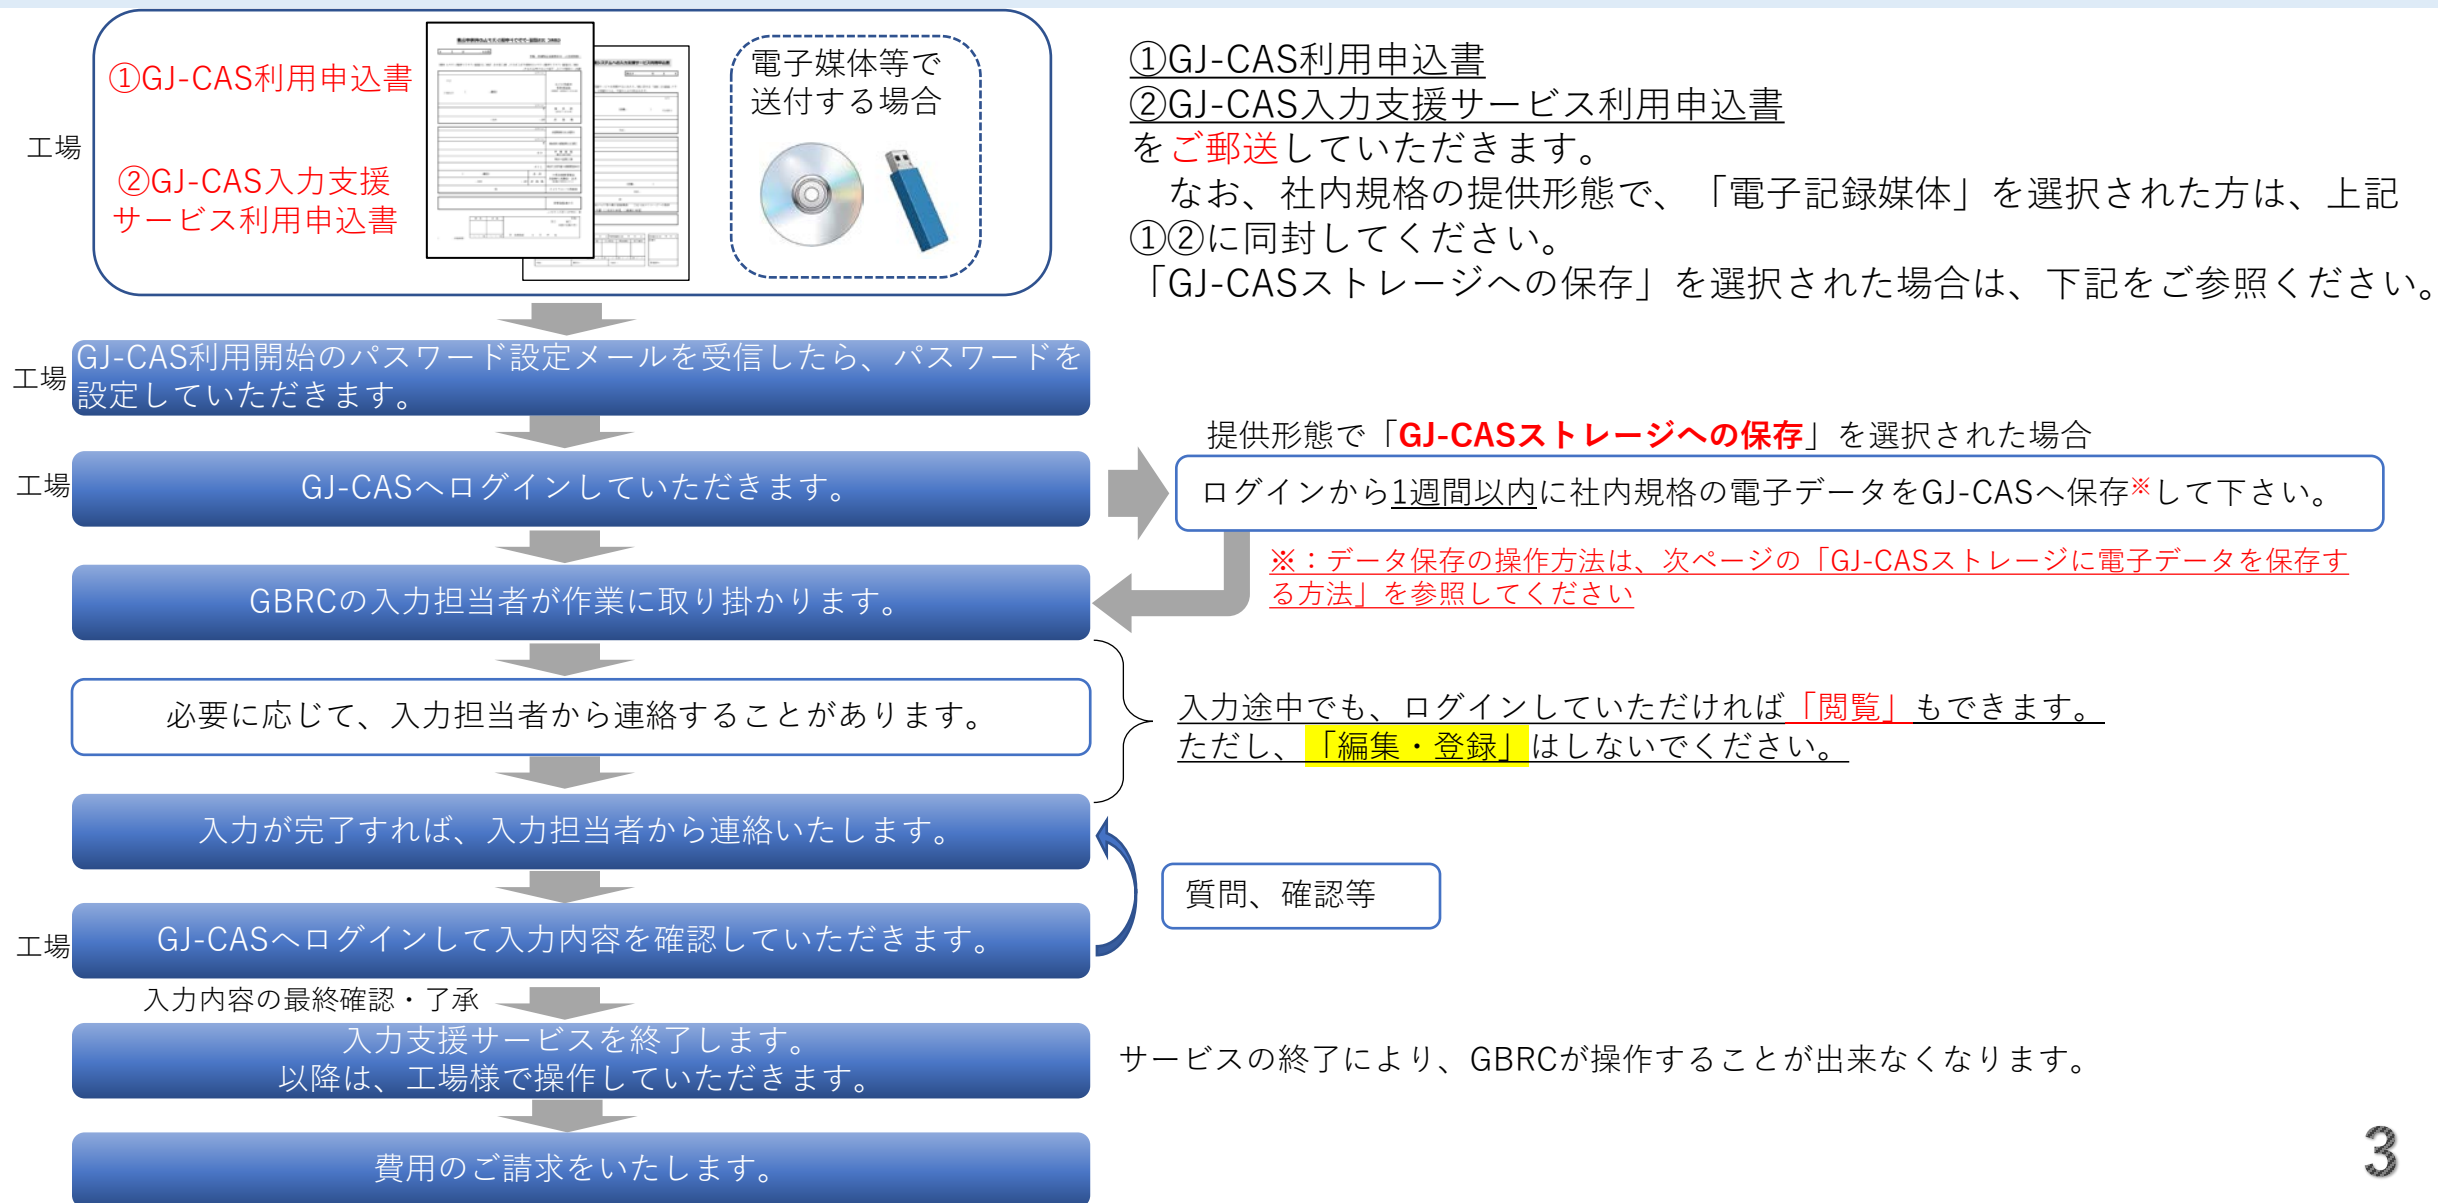 ①GJ-CAS利用申込書
②GJ-CAS入力支援
サービス利用申込書
電子媒体等で
送付する場合
工場
①GJ-CAS利用申込書
②GJ-CAS入力支援サービス利用申込書
をご郵送していただきます。
なお、社内規格の提供形態で、「電子記録媒体」を選択された方は、上記
①②に同封してください。
「GJ-CASストレージへの保存」を選択された場合は、下記をご参照ください。
工場
GJ-CAS利用開始のパスワード設定メールを受信したら、パスワードを
設定していただきます。
工場
GJ-CASへログインしていただきます。
提供形態で「GJ-CASストレージへの保存」を選択された場合
ログインから1週間以内に社内規格の電子データをGJ-CASへ保存※して下さい。
※：データ保存の操作方法は、次ページの「GJ-CASストレージに電子データを保存す
る方法」を参照してください
GBRCの入力担当者が作業に取り掛かります。
必要に応じて、入力担当者から連絡することがあります。
入力途中でも、ログインしていただければ「閲覧」もできます。
ただし、「編集・登録」はしないでください。
入力が完了すれば、入力担当者から連絡いたします。
質問、確認等
工場
GJ-CASへログインして入力内容を確認していただきます。
入力内容の最終確認・了承
入力支援サービスを終了します。
以降は、工場様で操作していただきます。
サービスの終了により、GBRCが操作することが出来なくなります。
費用のご請求をいたします。
3